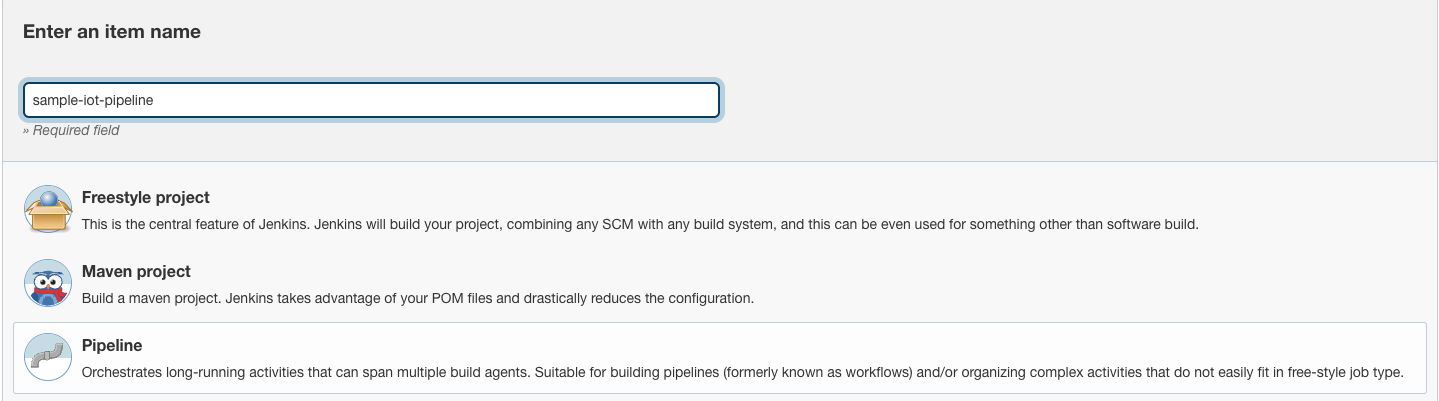 Enter an item name
sample-iot-pipeline
» Required field
Freestyle project
This is the central feature of Jenkins. Jenkins will build your project, combining any SCM with any build system, and this can be even used for something other than software build.
Maven project
Build a maven project. Jenkins takes advantage of your POM files and drastically reduces the configuration.
Pipeline
Orchestrates long-running activities that can span multiple build agents. Suitable for building pipelines (formerly known as workflows) and/or organizing complex activities that do not easily fit in free-style job type.